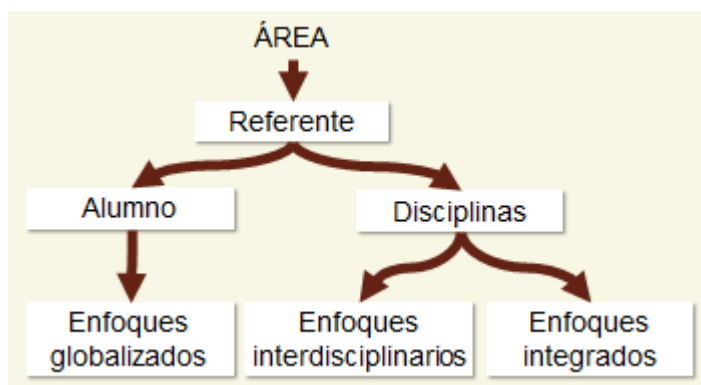 ÁREA
Referente
Alumno
Disciplinas
Enfoques
globalizados
Enfoques
interdisciplinarios
Enfoques
integrados